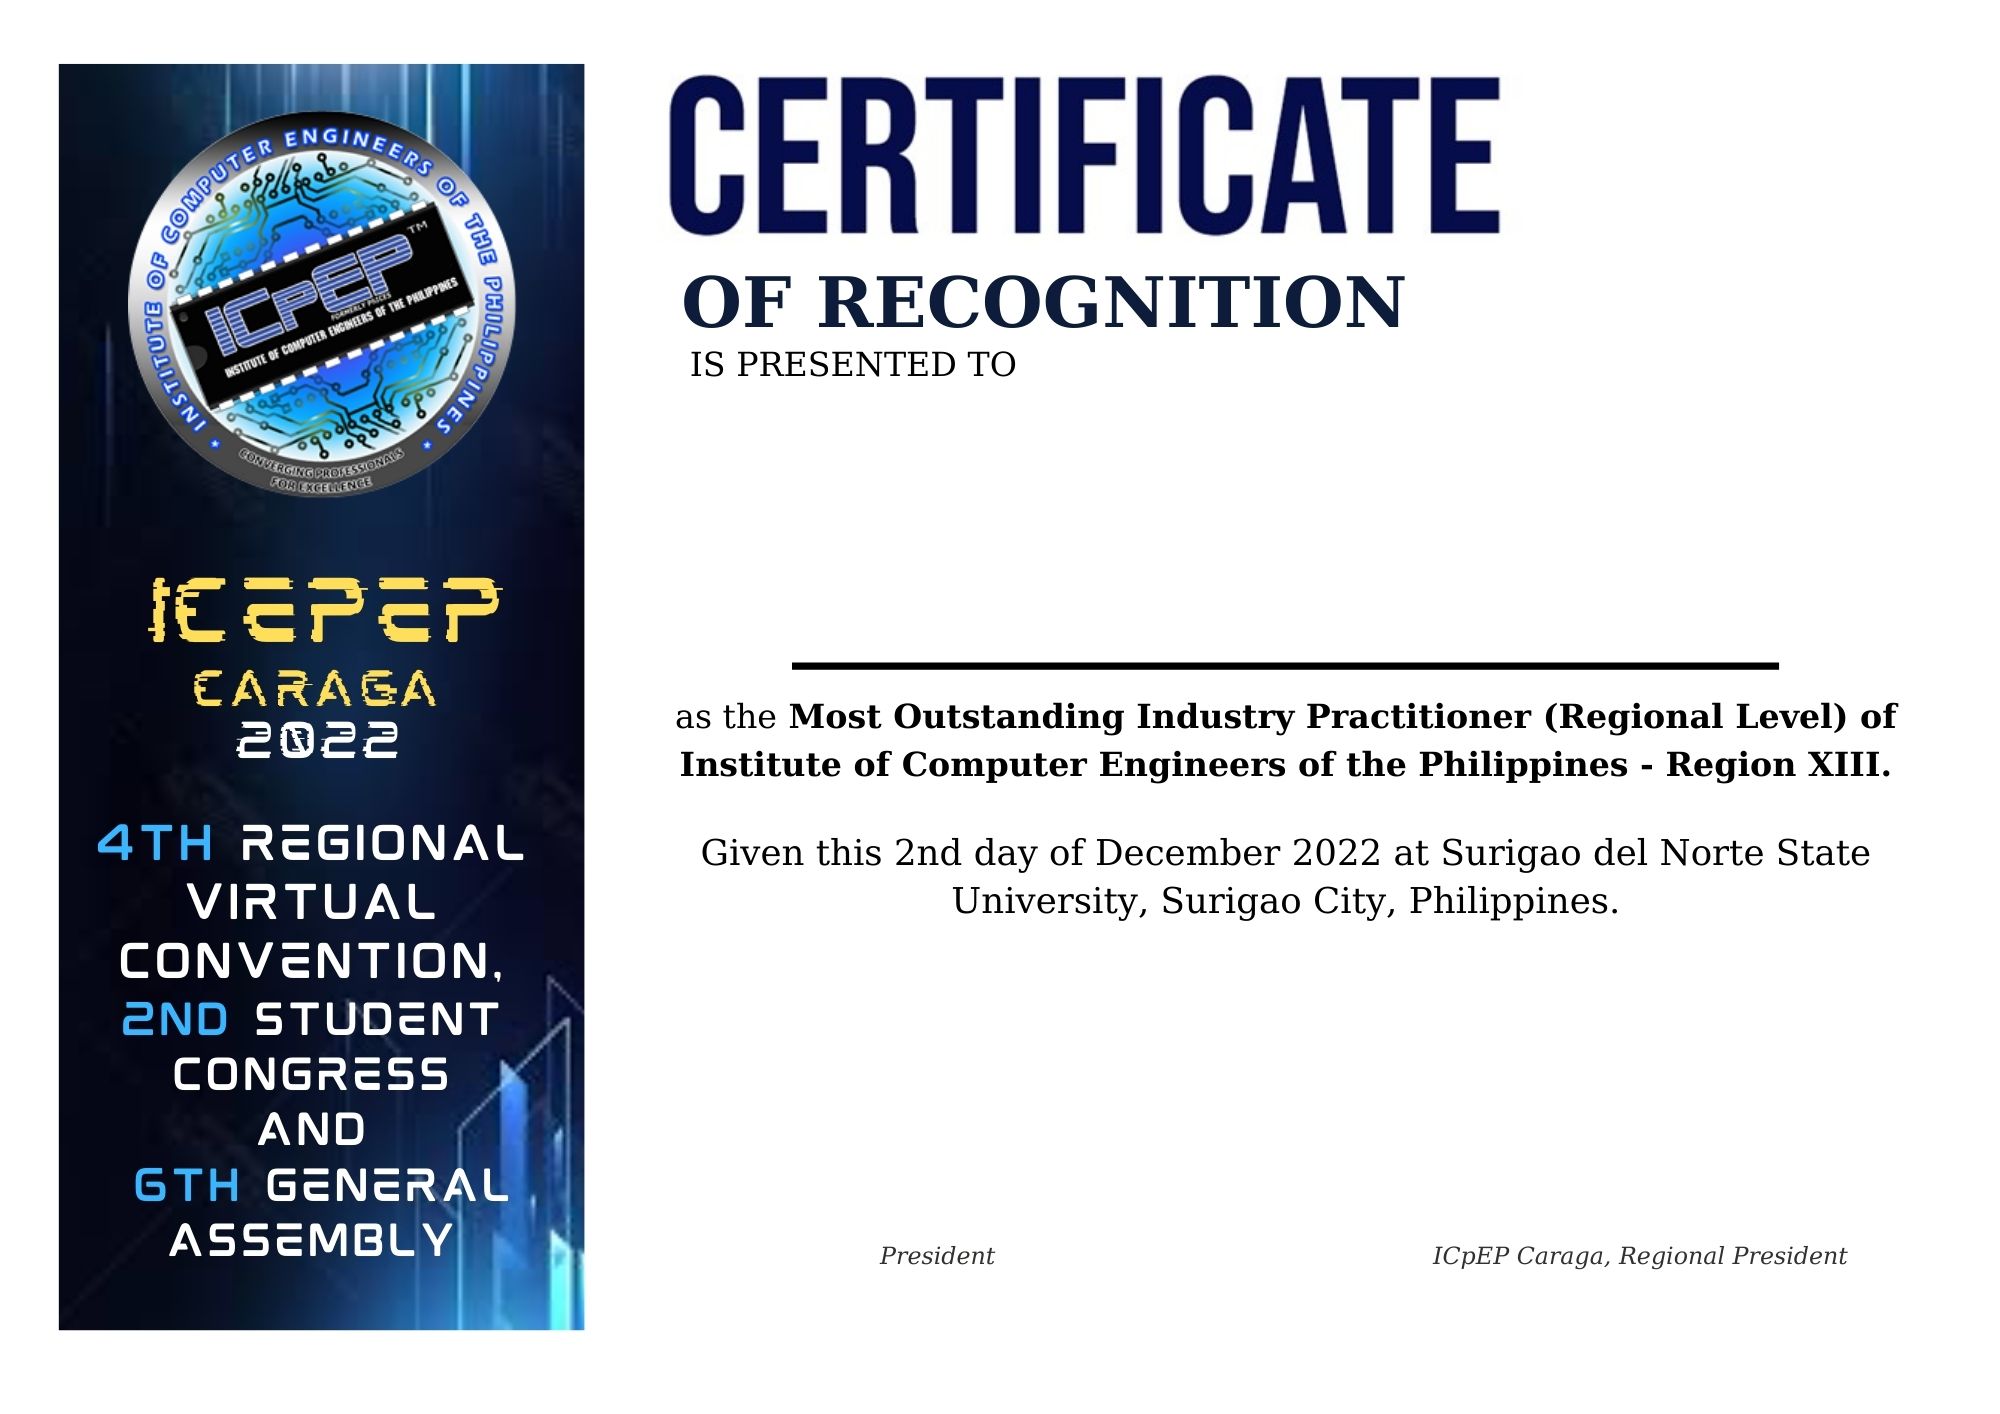 INSTITUTE OF COMPUTER ENGINEERS OF THE PHILIPPINES
ICpEP™
FORMERLY PHICES
INSTITUTE OF COMPUTER ENGINEERS OF THE PHILIPPINES
CONVERGING PROFESSIONALS
FOR EXCELLENCE
ICEPEP
CARAGA
2022
4TH REGIONAL
VIRTUAL
CONVENTION,
2ND STUDENT
CONGRESS
AND
6TH GENERAL
ASSEMBLY
CERTIFICATE
OF RECOGNITION
IS PRESENTED TO
as the Most Outstanding Industry Practitioner (Regional Level) of
Institute of Computer Engineers of the Philippines - Region XIII.
Given this 2nd day of December 2022 at Surigao del Norte State
University, Surigao City, Philippines.
President
ICpEP Caraga, Regional President